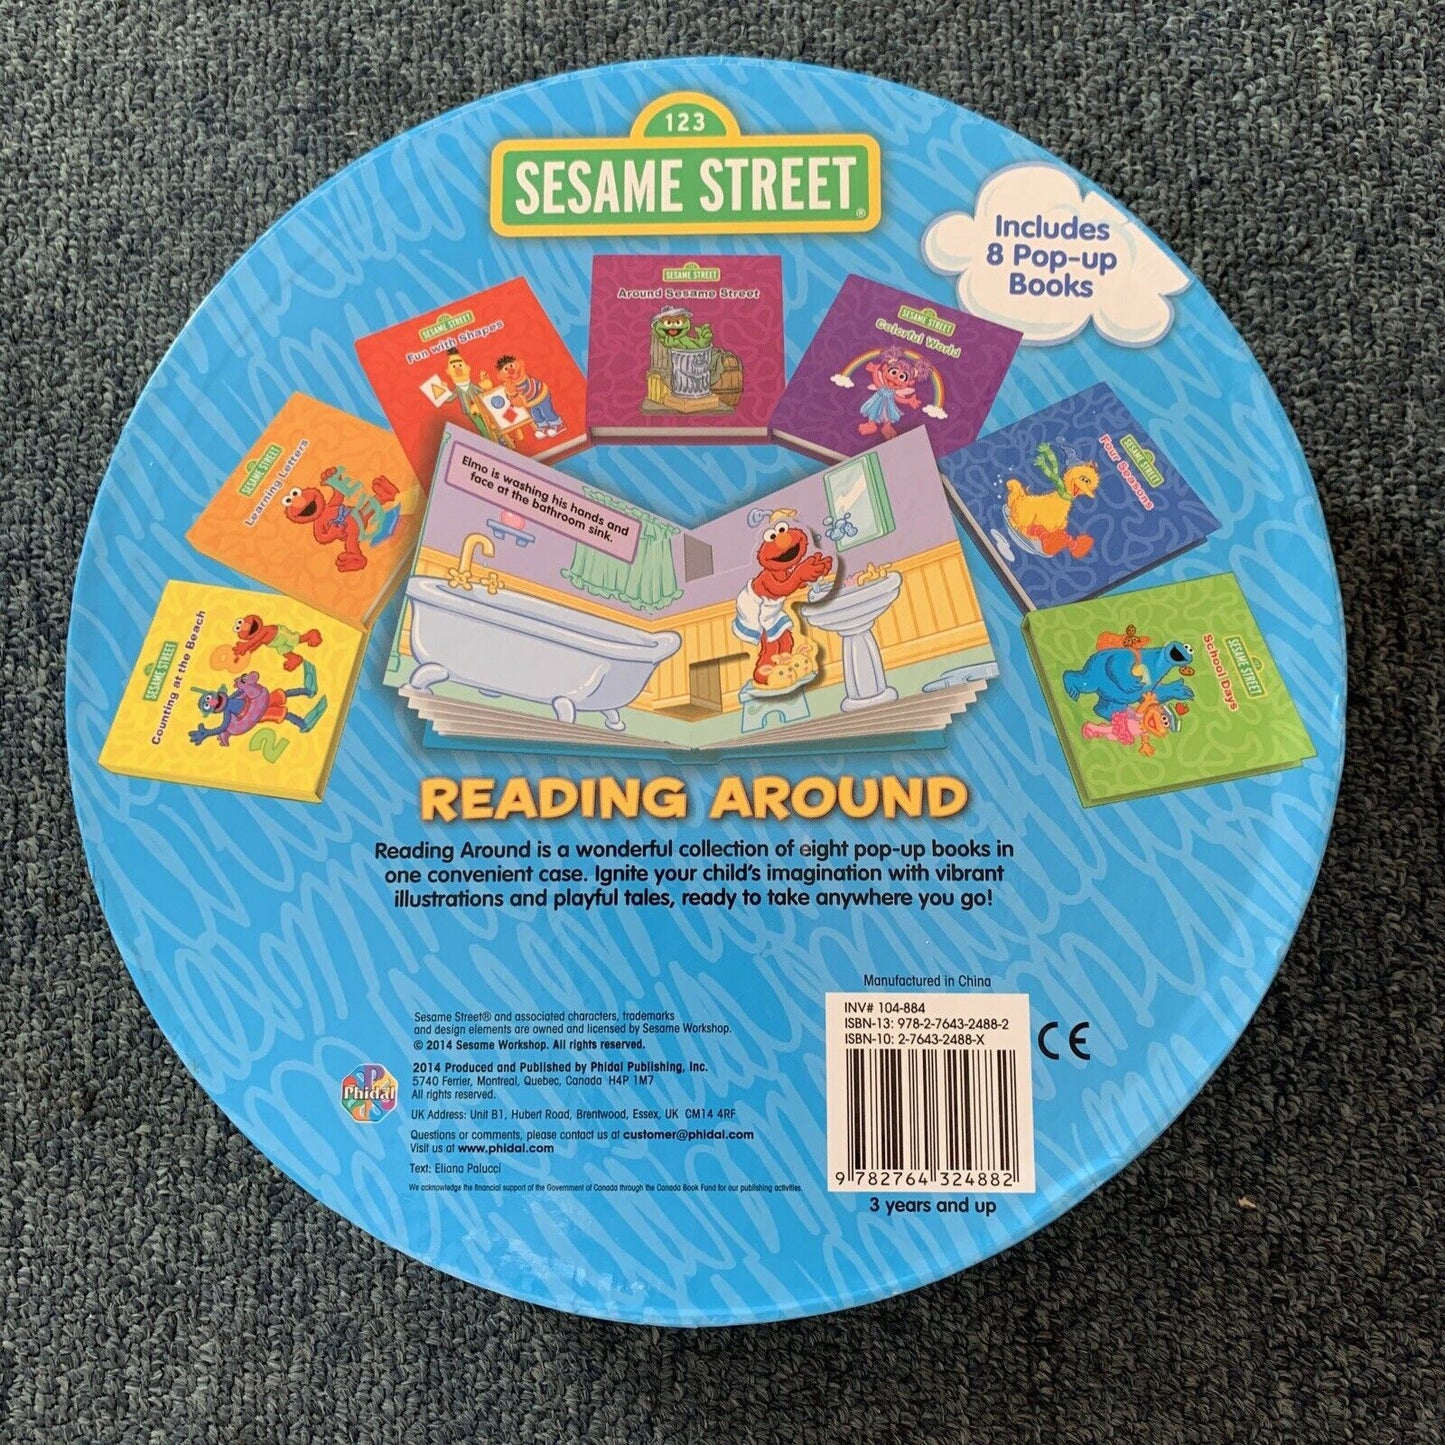 123
SESAME STREET®
Includes
8 Pop-up
Books
SESAME STREET
Counting at the Beach
SESAME STREET
Learning Letters
SESAME STREET
Fun with Shapes
SESAME STREET
Around Sesame Street
SESAME STREET
Colorful World
SESAME STREET
Four Seasons
SESAME STREET
School Days
Elmo is washing his hands and
face at the bathroom sink.
READING AROUND
Reading Around is a wonderful collection of eight pop-up books in
one convenient case. Ignite your child's imagination with vibrant
illustrations and playful tales, ready to take anywhere you go!
Sesame Street® and associated characters, trademarks
and design elements are owned and licensed by Sesame Workshop.
© 2014 Sesame Workshop. All rights reserved.
Phidal
2014 Produced and Published by Phidal Publishing, Inc.
5740 Ferrier, Montreal, Quebec, Canada H4P 1M7
All rights reserved.
UK Address: Unit B1, Hubert Road, Brentwood, Essex, UK CM14 4RF
Questions or comments, please contact us at customer@phidal.com
Visit us at www.phidal.com
Text: Eliana Palucci
We acknowledge the financial support of the Government of Canada through the Canada Book Fund for our publishing activities.
Manufactured in China
INV# 104-884
ISBN-13: 978-2-7643-2488-2
ISBN-10: 2-7643-2488-X
9 782764 324882
CE
3 years and up